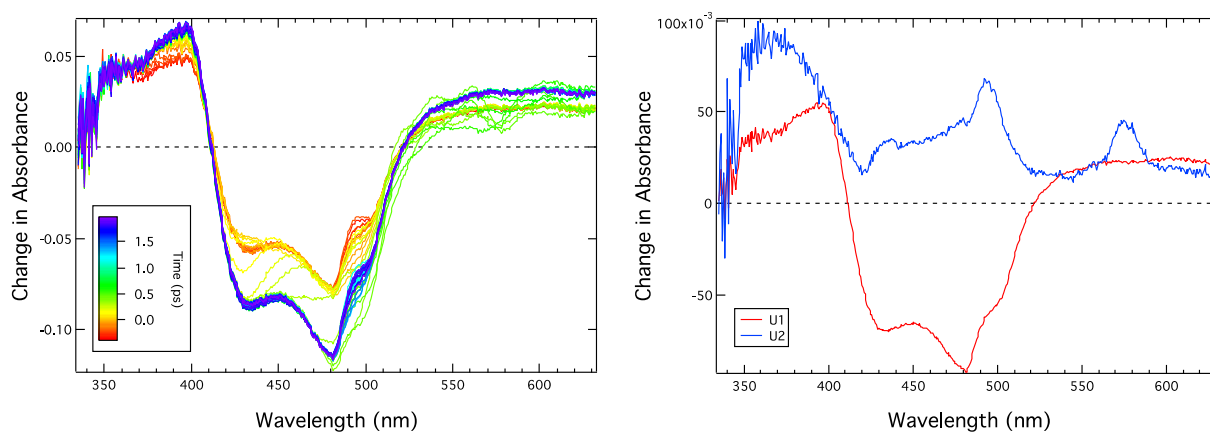 0.05
0.00
-0.05
-0.10
Change in Absorbance
1.5
1.0
0.5
0.0
Time (ps)
350
400
450
500
550
600
Wavelength (nm)
100x10-3
50
0
-50
Change in Absorbance
U1
U2
350
400
450
500
550
600
Wavelength (nm)